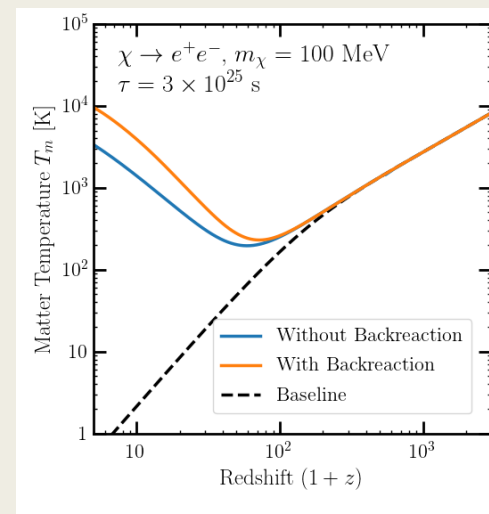 χ → e⁺e⁻, m_χ = 100 MeV
τ = 3 × 10²⁵ s
Matter Temperature T_m [K]
10⁵
10⁴
10³
10²
10
1
Without Backreaction
With Backreaction
Baseline
10 10² 10³
Redshift (1 + z)